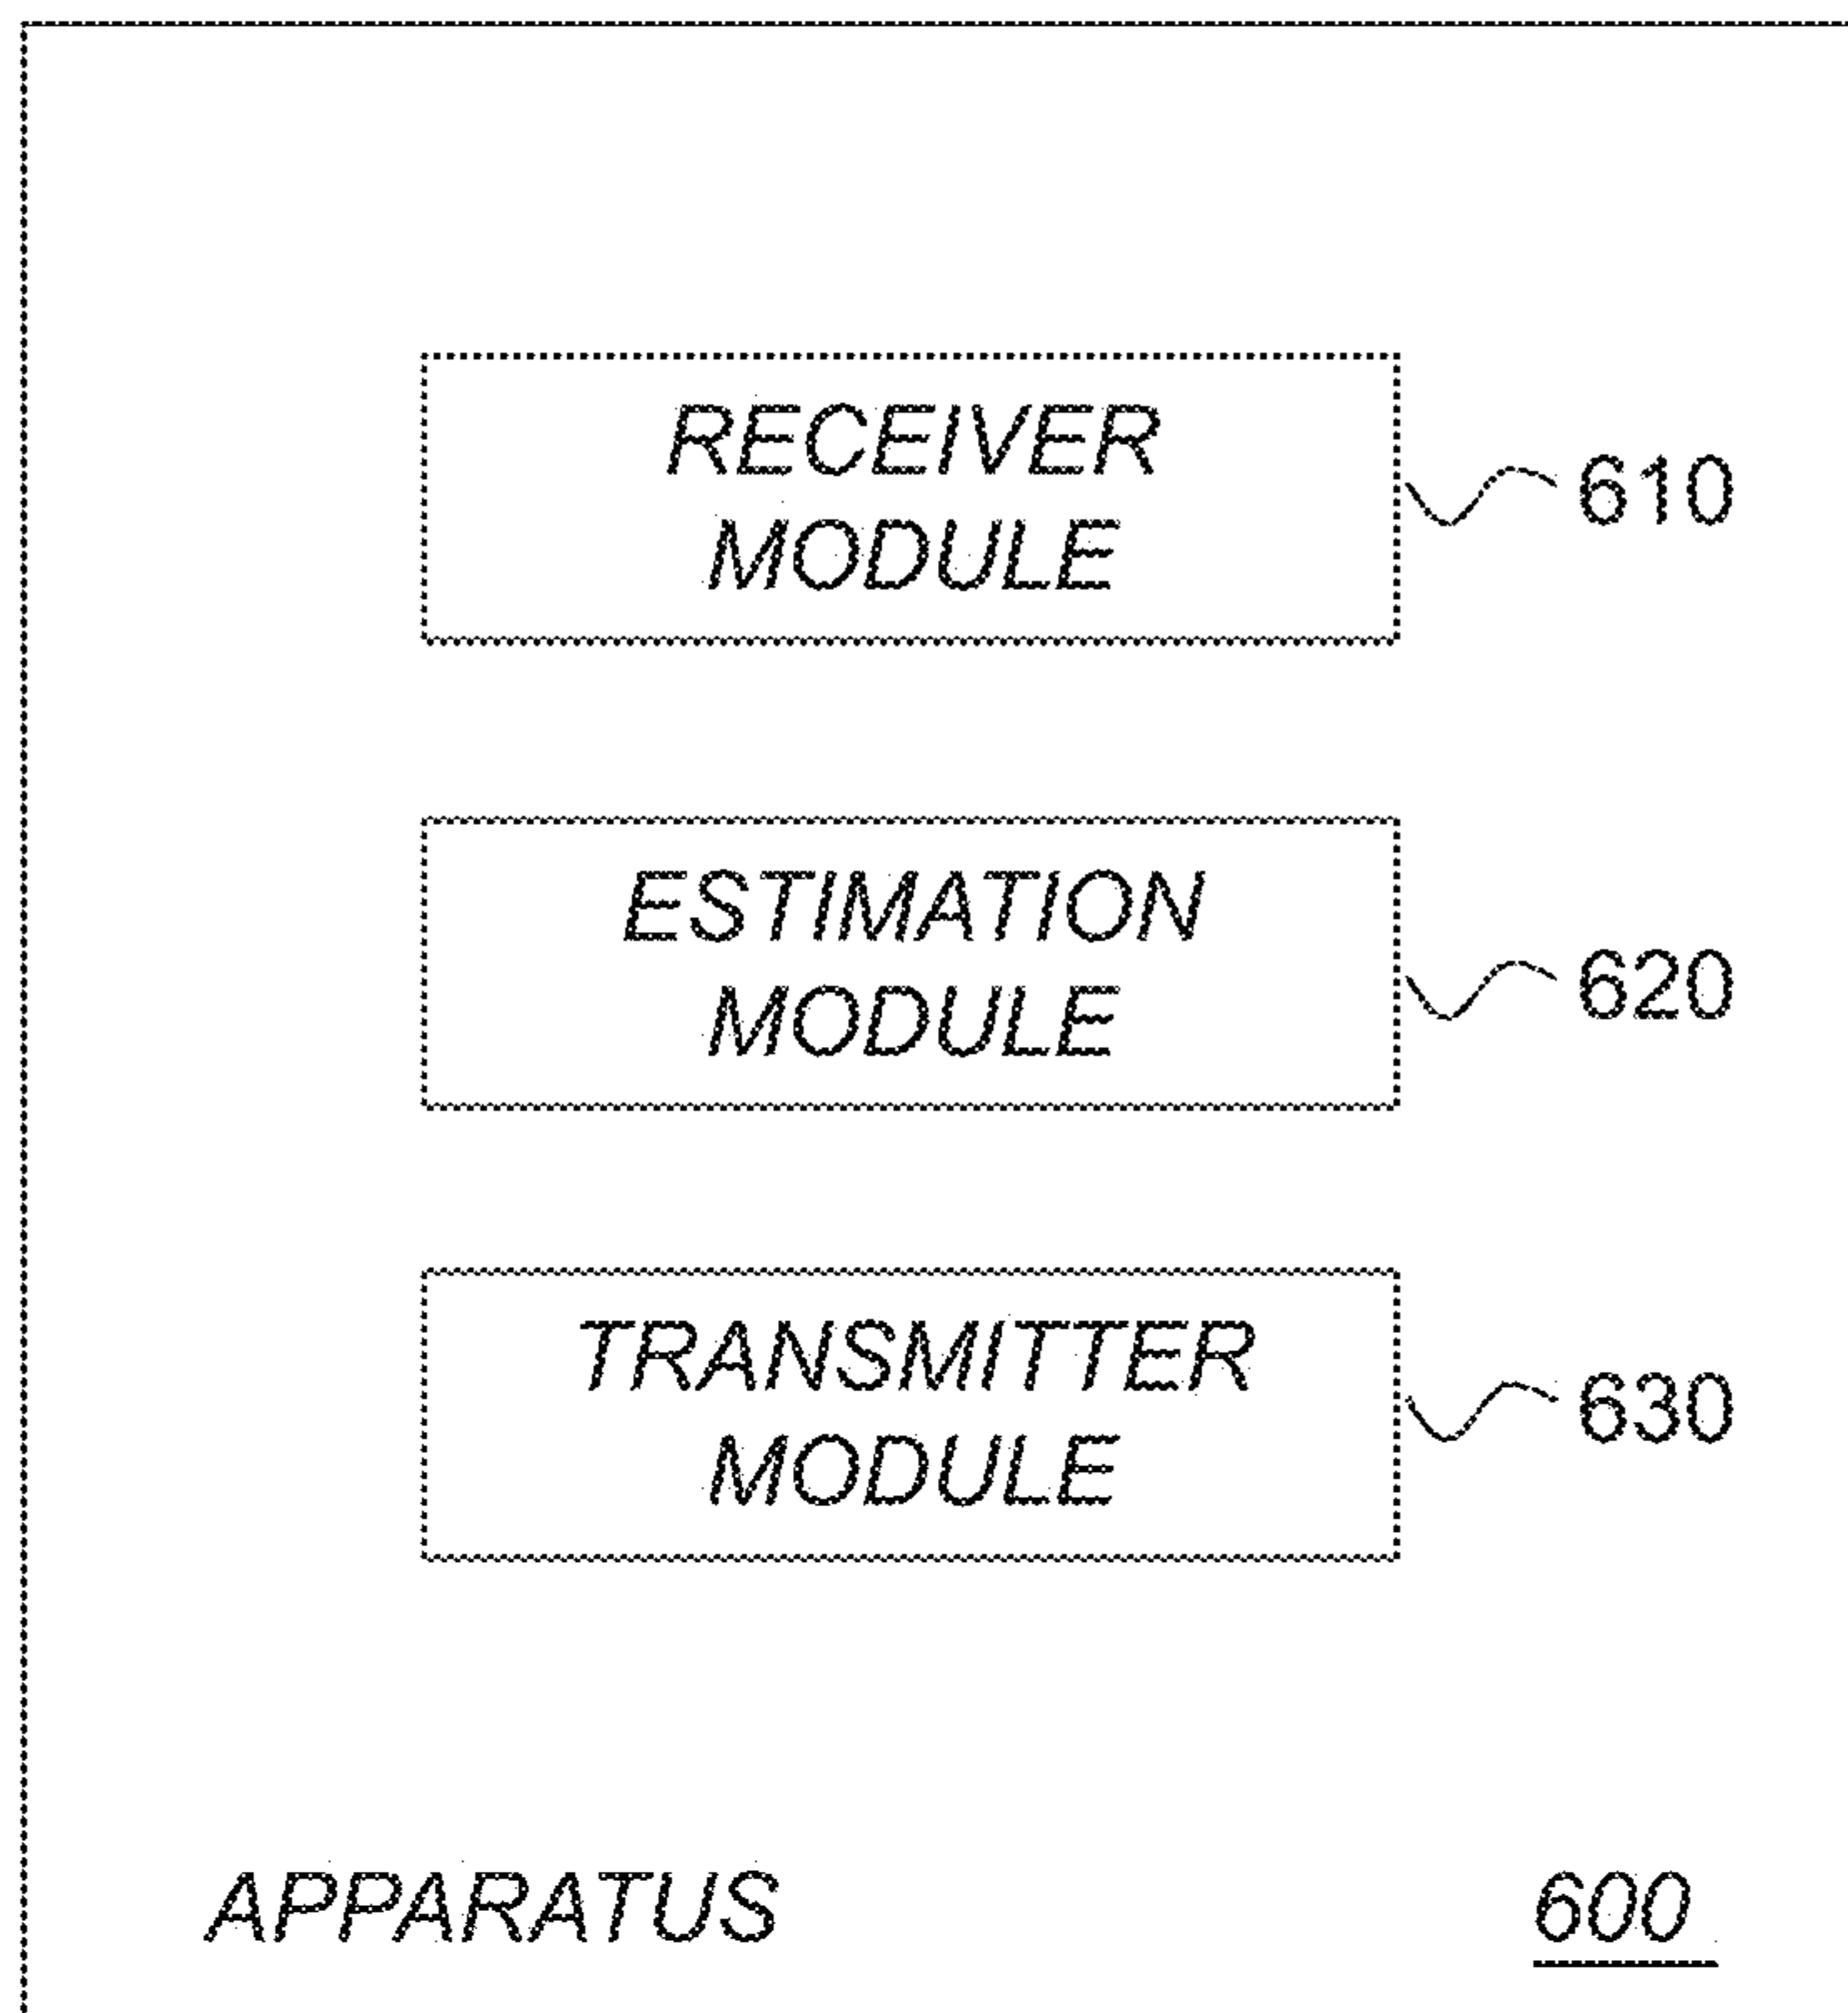 RECEIVER
MODULE
610
ESTIMATION
MODULE
620
TRANSMITTER
MODULE
630
APPARATUS
600